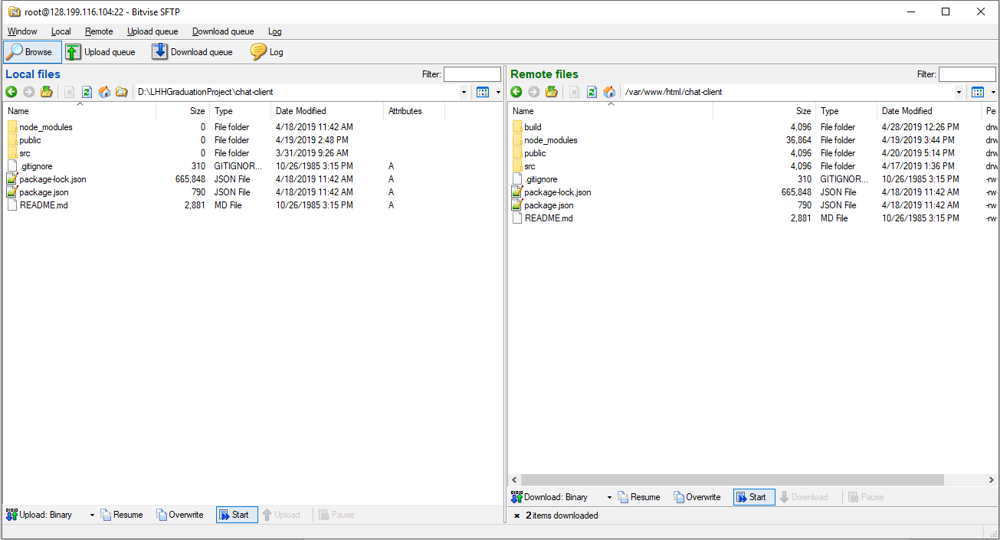 root@128.199.116.104:22 - Bitvise SFTP
Window Local Remote Upload queue Download queue Log
Browse Upload queue Download queue Log
Local files Filter:
D:\LHHGraduationProject\chat-client
Name Size Type Date Modified Attributes
node_modules 0 File folder 4/18/2019 11:42 AM
public 0 File folder 4/19/2019 2:48 PM
src 0 File folder 3/31/2019 9:26 AM
.gitignore 310 GITIGNOR... 10/26/1985 3:15 PM A
package-lock.json 665,848 JSON File 4/18/2019 11:42 AM A
package.json 790 JSON File 4/18/2019 11:42 AM A
README.md 2,881 MD File 10/26/1985 3:15 PM A
Upload: Binary Resume Overwrite Start Upload Pause
Remote files Filter:
/var/www/html/chat-client
Name Size Type Date Modified Pe
build 4,096 File folder 4/28/2019 12:26 PM drw
node_modules 36,864 File folder 4/19/2019 3:44 PM drw
public 4,096 File folder 4/20/2019 5:14 PM drw
src 4,096 File folder 4/17/2019 1:36 PM drw
.gitignore 310 GITIGNOR... 10/26/1985 3:15 PM -rw
package-lock.json 665,848 JSON File 4/18/2019 11:42 AM -rw
package.json 790 JSON File 4/18/2019 11:42 AM -rw
README.md 2,881 MD File 10/26/1985 3:15 PM -rw
Download: Binary Resume Overwrite Start Download Pause
2 items downloaded